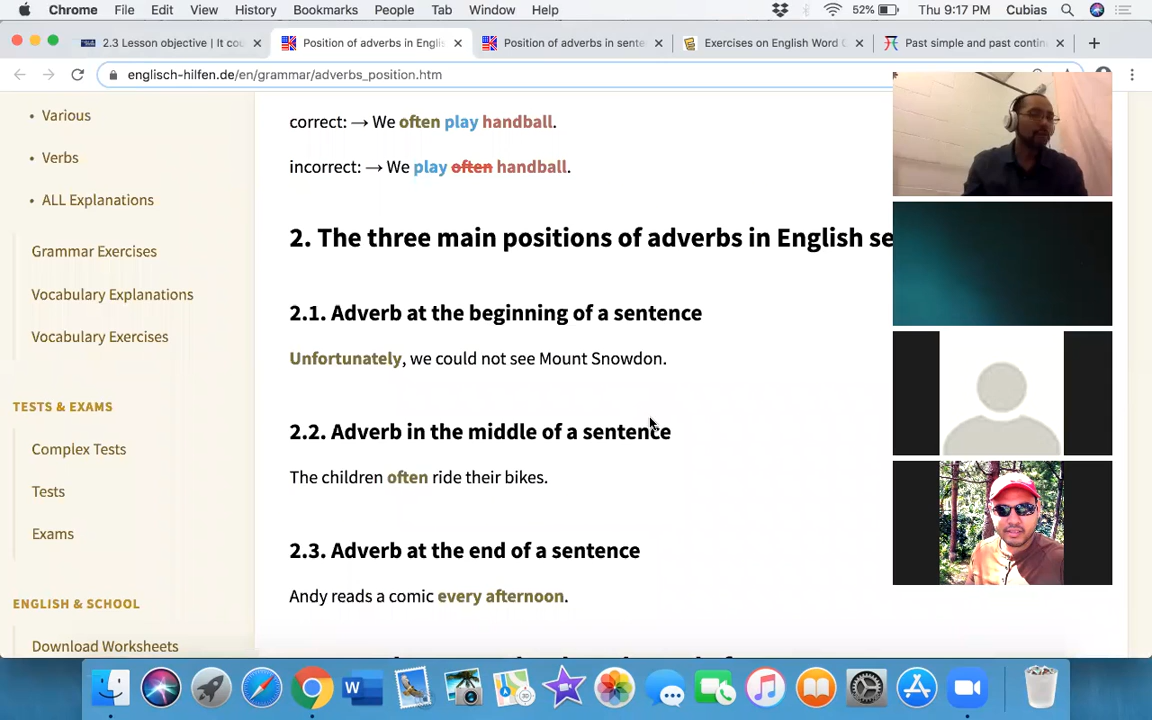 Chrome File Edit View History Bookmarks People Tab Window Help 52% Thu 9:17 PM Cubias
2.3 Lesson objective | It cou
Position of adverbs in Englis
Position of adverbs in sente
Exercises on English Word O
Past simple and past contin
englisch-hilfen.de/en/grammar/adverbs_position.htm
• Various
• Verbs
• ALL Explanations
Grammar Exercises
Vocabulary Explanations
Vocabulary Exercises
TESTS & EXAMS
Complex Tests
Tests
Exams
ENGLISH & SCHOOL
Download Worksheets
correct: → We often play handball.
incorrect: → We play often handball.
2. The three main positions of adverbs in English se
2.1. Adverb at the beginning of a sentence
Unfortunately, we could not see Mount Snowdon.
2.2. Adverb in the middle of a sentence
The children often ride their bikes.
2.3. Adverb at the end of a sentence
Andy reads a comic every afternoon.